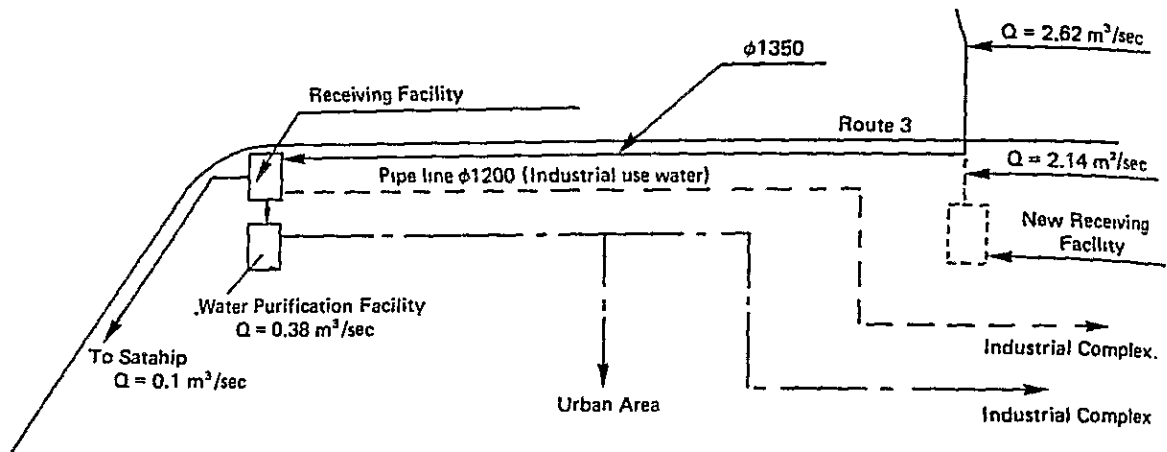 Q = 2.62 m³/sec
φ1350
Receiving Facility
Route 3
Q = 2.14 m³/sec
Pipe line φ1200 (Industrial use water)
New Receiving
Facility
Water Purification Facility
Q = 0.38 m³/sec
To Satahip
Q = 0.1 m³/sec
Industrial Complex.
Urban Area
Industrial Complex